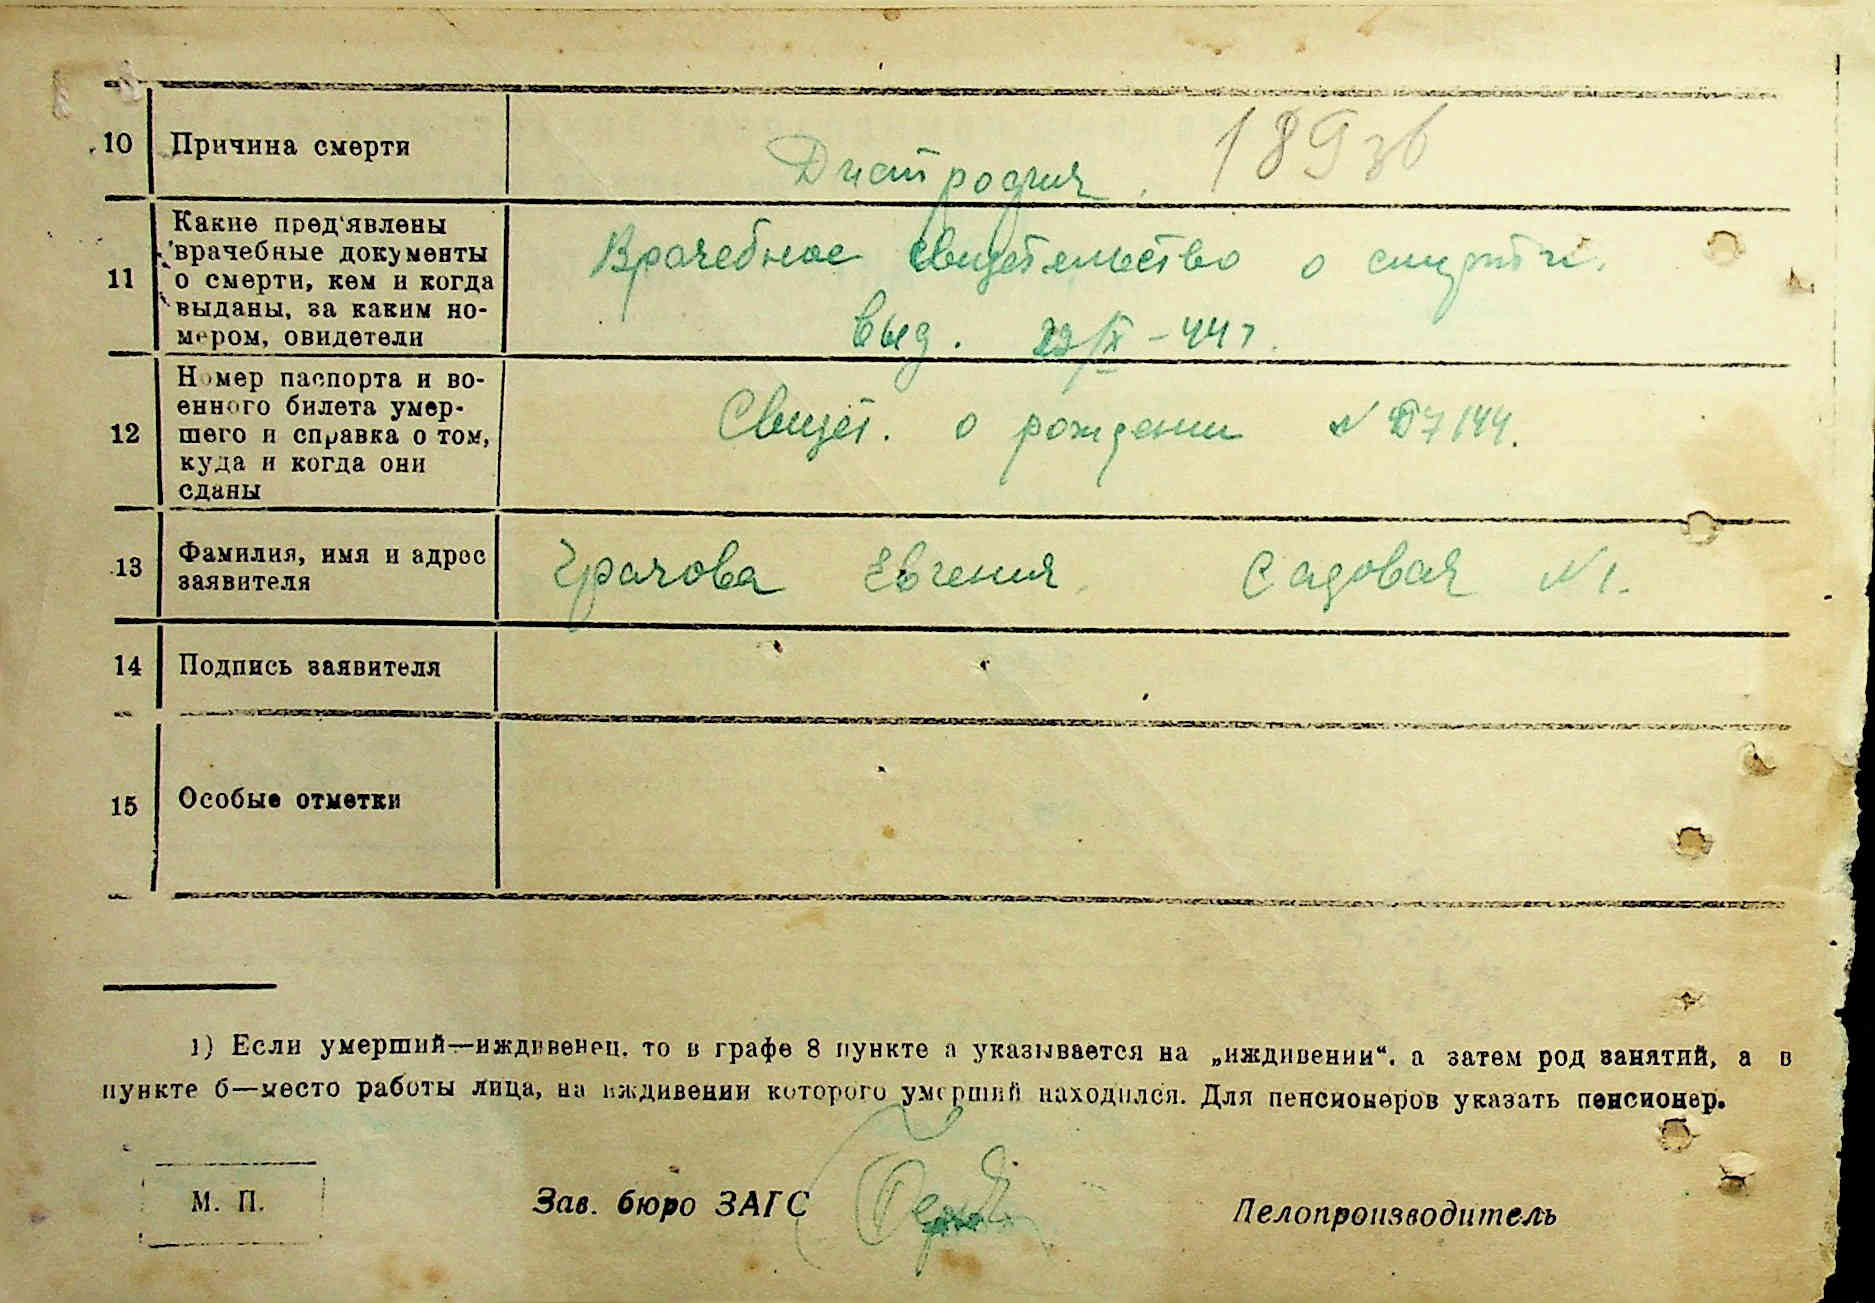 10 Причина смерти Дистрофия. 189 зв
11 Какие пред'явлены
врачебные документы
о смерти, кем и когда
выданы, за каким но-
мером, свидетели
Врачебное свидетельство о смерти.
выд. 22/IX - 44 г.
12 Номер паспорта и во-
енного билета умер-
шего и справка о том,
куда и когда они
сданы
Свидет. о рождении №
13 Фамилия, имя и адрес
заявителя
Грачова Евгения Садовая № 1.
14 Подпись заявителя
15 Особые отметки
1) Если умерший—иждивенец, то в графе 8 пункте а указывается на „иждивении“, а затем род занятий, а в
пункте б—место работы лица, на иждивении которого умерший находился. Для пенсионеров указать пенсионер.
М. П. Зав. бюро ЗАГС Делопроизводитель